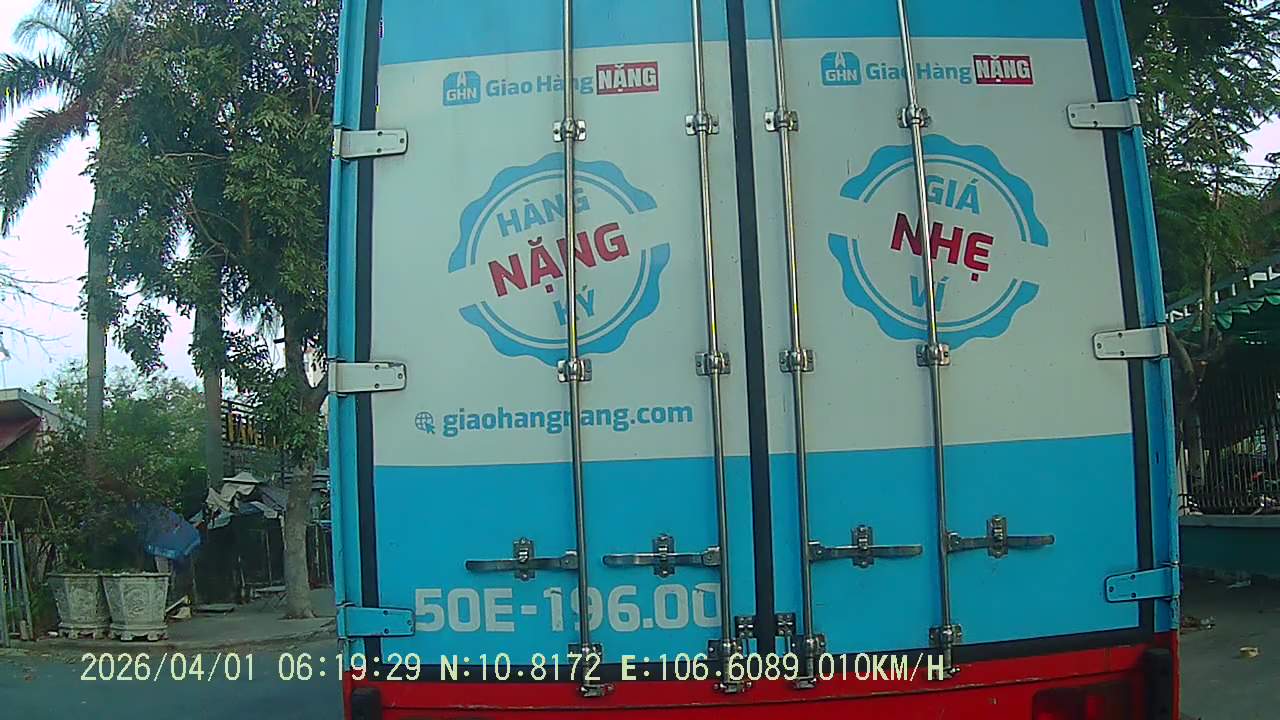 GHN Giao Hàng NẶNG
GHN Giao Hàng NẶNG
HÀNG
NẶNG
KÝ
GIÁ
NHẸ
VÍ
giaohangnang.com
50E-196.00
2026/04/01 06:19:29 N:10.8172 E:106.6089 010KM/H